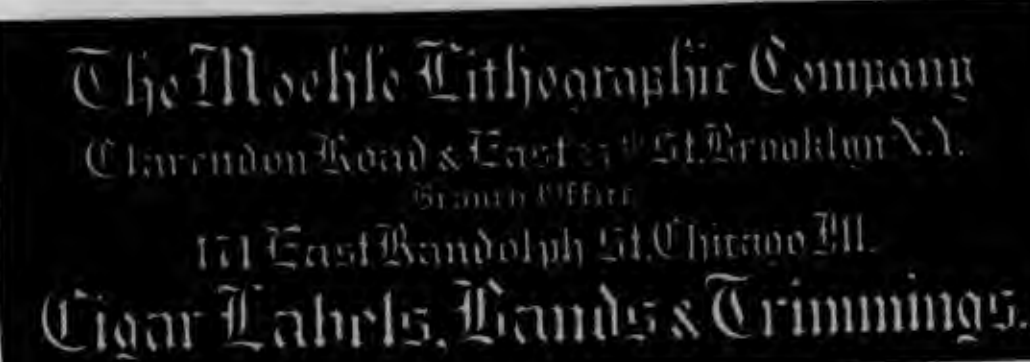 The Moehle Lithographic Company
Clarendon Road & East St. Brooklyn N.Y.
Branch Office
171 East Randolph St. Chicago Ill.
Cigar Labels, Bands & Trimmings.